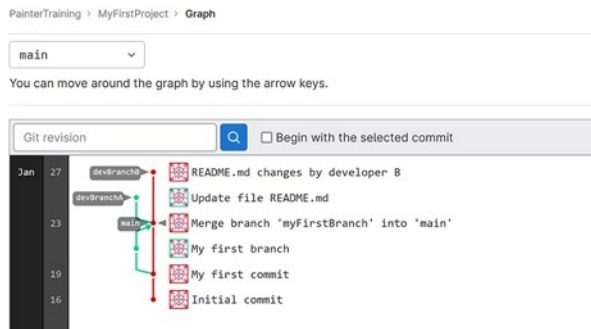 PainterTraining > MyFirstProject > Graph
main
You can move around the graph by using the arrow keys.
Git revision
Begin with the selected commit
Jan 27 devBranchB README.md changes by developer B
devBranchA Update file README.md
23 main Merge branch 'myFirstBranch' into 'main'
My first branch
19 My first commit
16 Initial commit